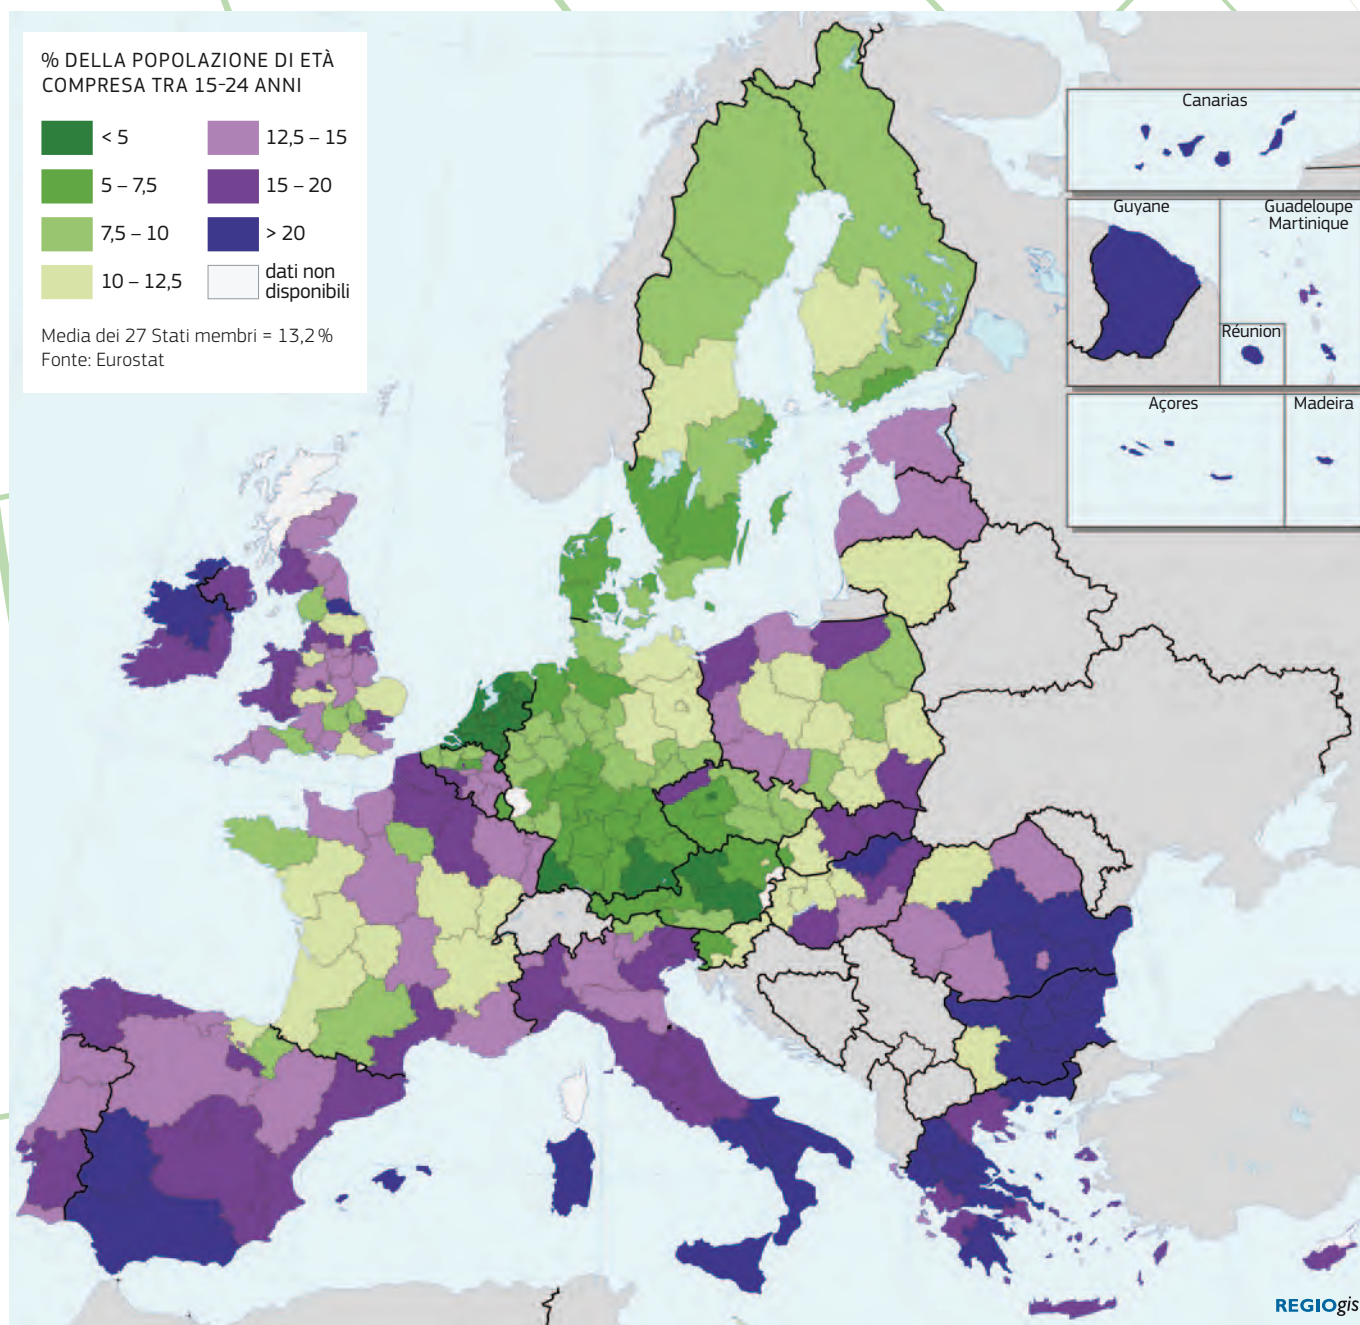 % DELLA POPOLAZIONE DI ETÀ
COMPRESA TRA 15-24 ANNI
< 5
5 – 7,5
7,5 – 10
10 – 12,5
12,5 – 15
15 – 20
> 20
dati non
disponibili
Media dei 27 Stati membri = 13,2 %
Fonte: Eurostat
Canarias
Guyane
Guadeloupe
Martinique
Réunion
Açores
Madeira
REGIOgis